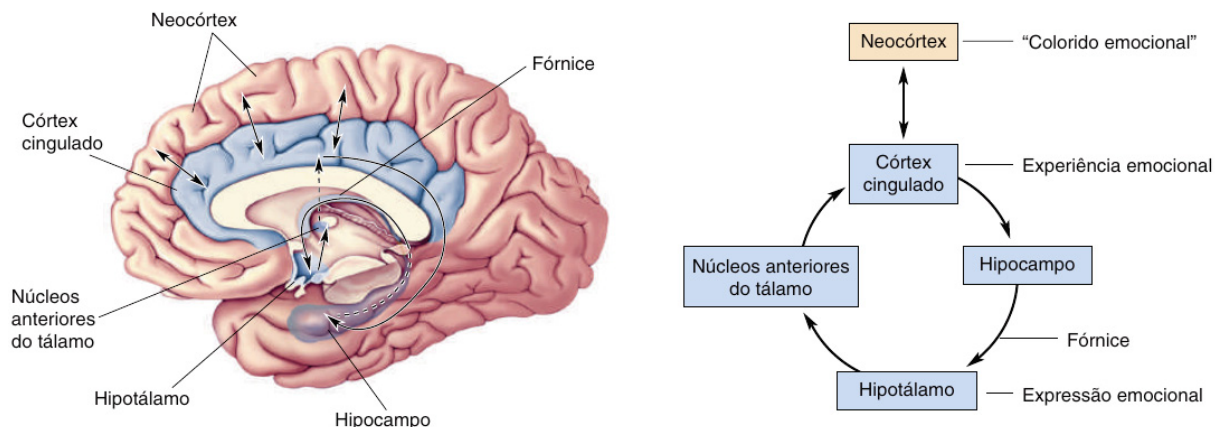 Neocórtex
Fórnice
Córtex
cingulado
Núcleos
anteriores
do tálamo
Hipotálamo
Hipocampo
Neocórtex
“Colorido emocional”
Córtex
cingulado
Experiência emocional
Núcleos anteriores
do tálamo
Hipocampo
Fórnice
Hipotálamo
Expressão emocional